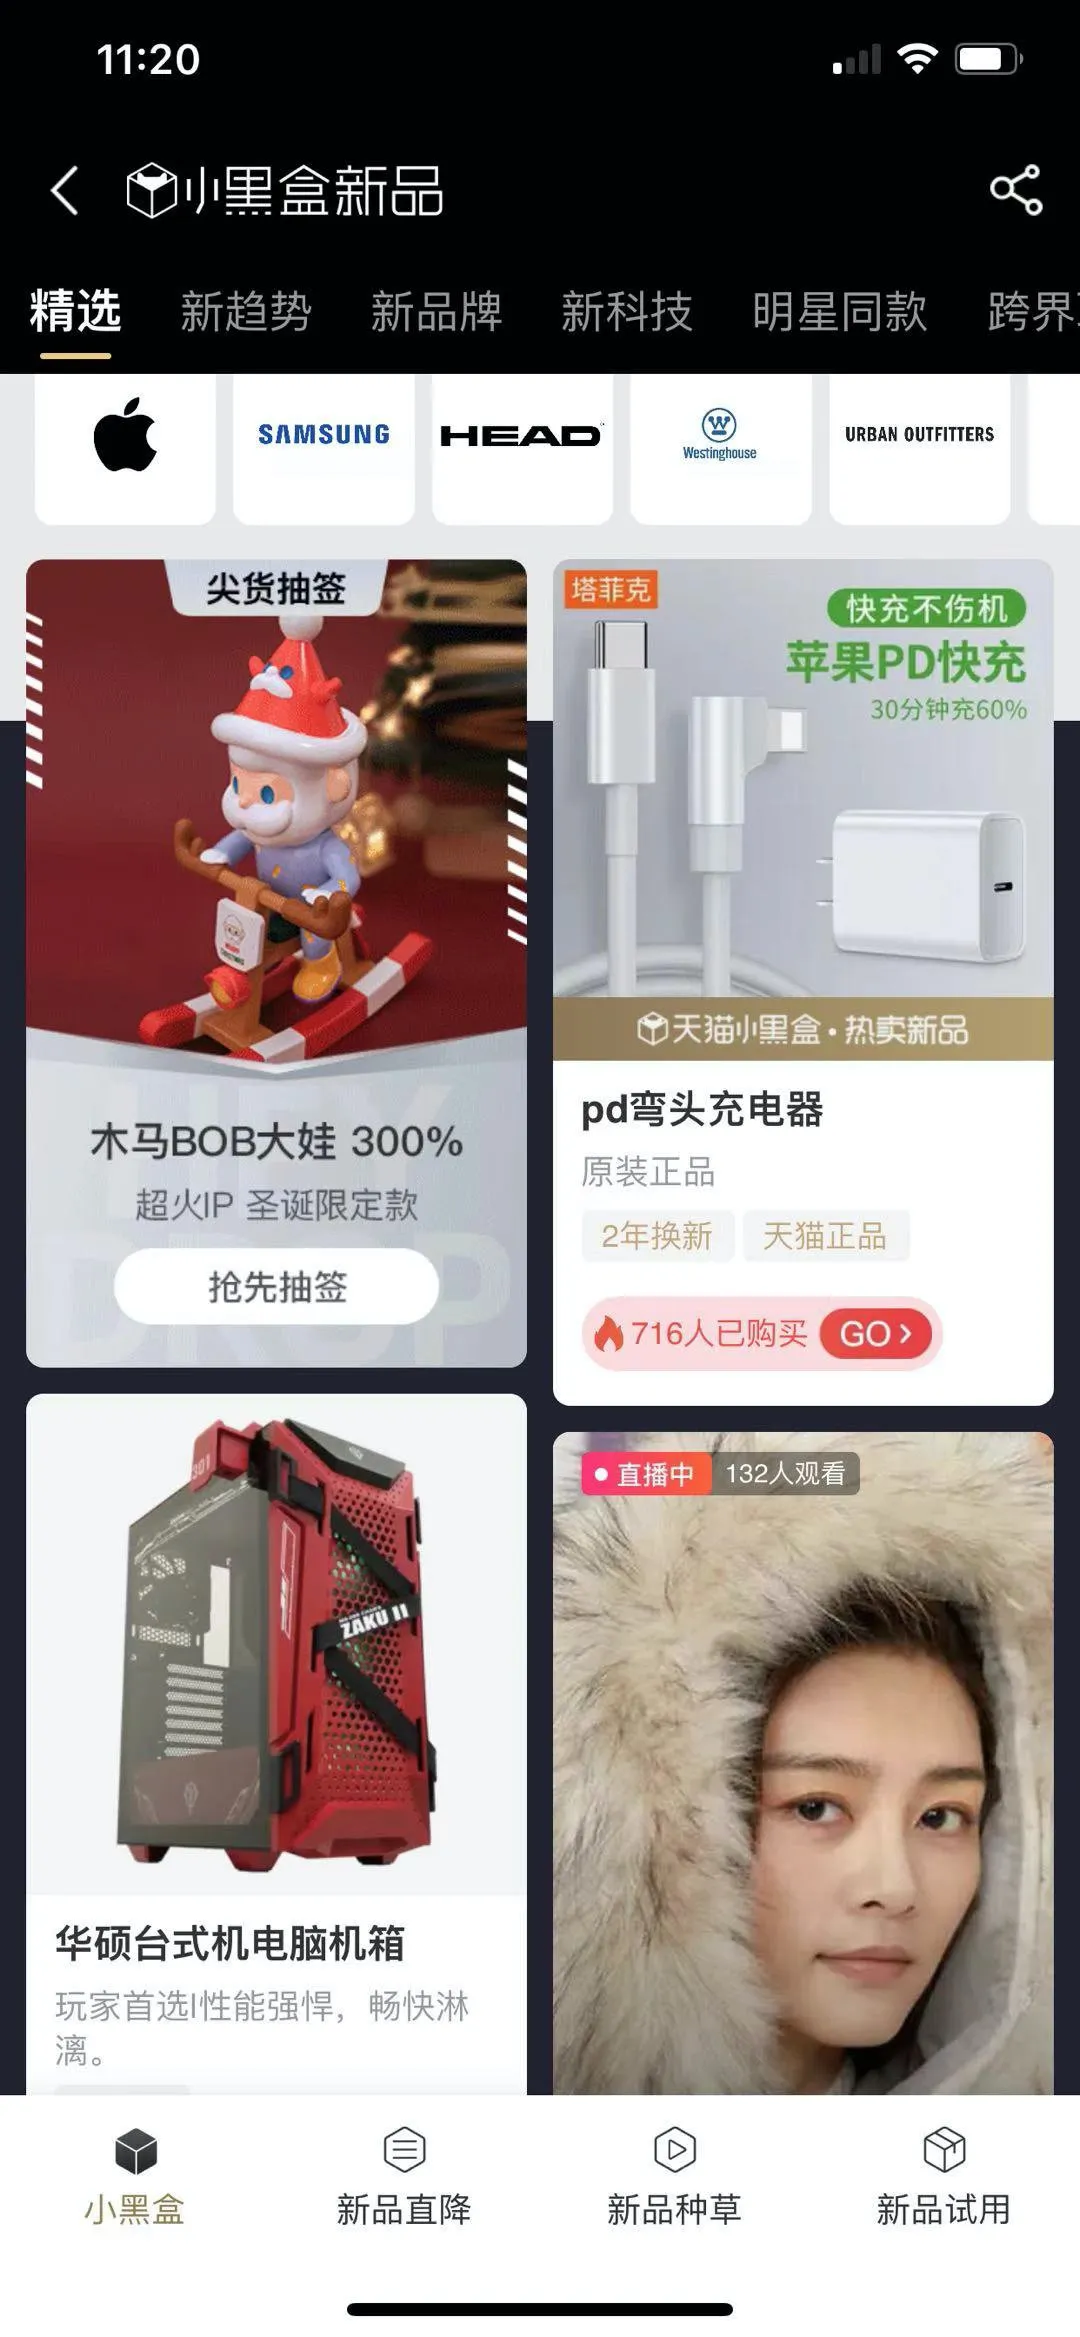 11:20
小黑盒新品
精选 新趋势 新品牌 新科技 明星同款 跨界
SAMSUNG HEAD Westinghouse URBAN OUTFITTERS
尖货抽签
木马BOB大娃 300%
超火IP 圣诞限定款
抢先抽签
塔菲克
快充不伤机
苹果PD快充
30分钟充60%
天猫小黑盒·热卖新品
pd弯头充电器
原装正品
2年换新 天猫正品
716人已购买 GO
301
ZAKU II
华硕台式机电脑机箱
玩家首选|性能强悍，畅快淋
漓。
直播中 132人观看
小黑盒 新品直降 新品种草 新品试用